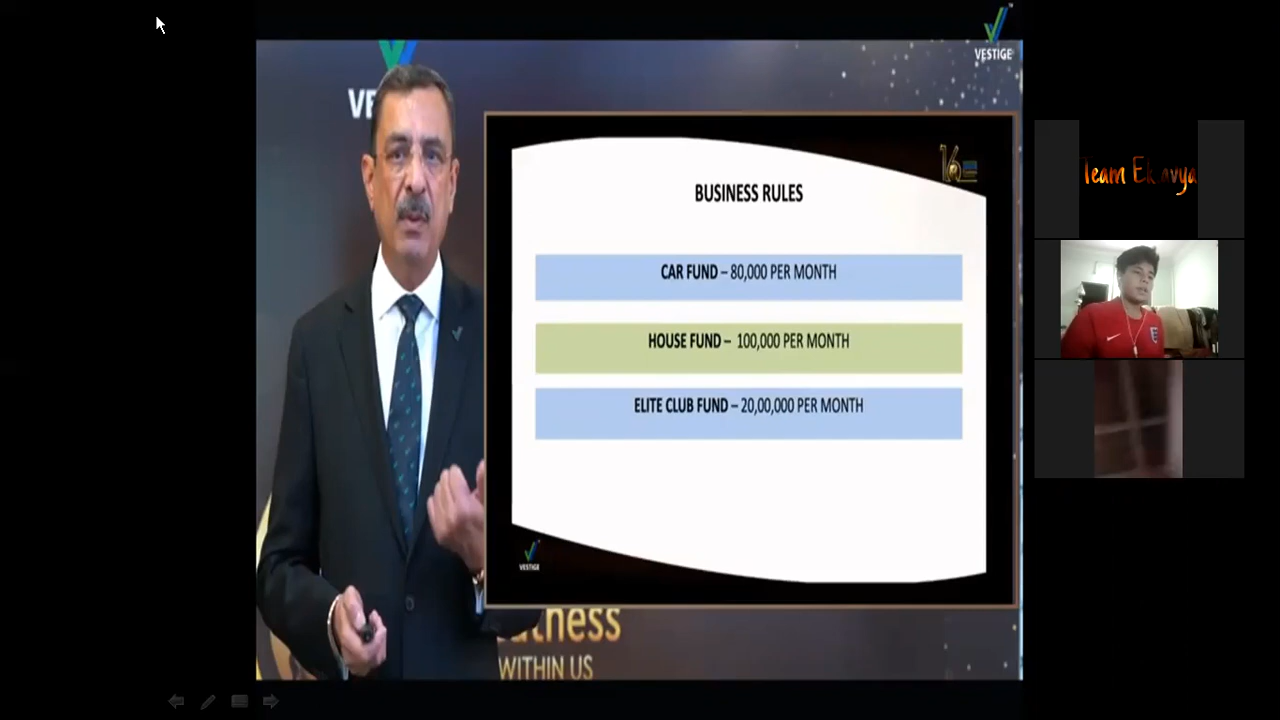 VESTIGE
VE
BUSINESS RULES
CAR FUND – 80,000 PER MONTH
HOUSE FUND – 100,000 PER MONTH
ELITE CLUB FUND – 20,00,000 PER MONTH
VESTIGE
WITHIN US
16
Team